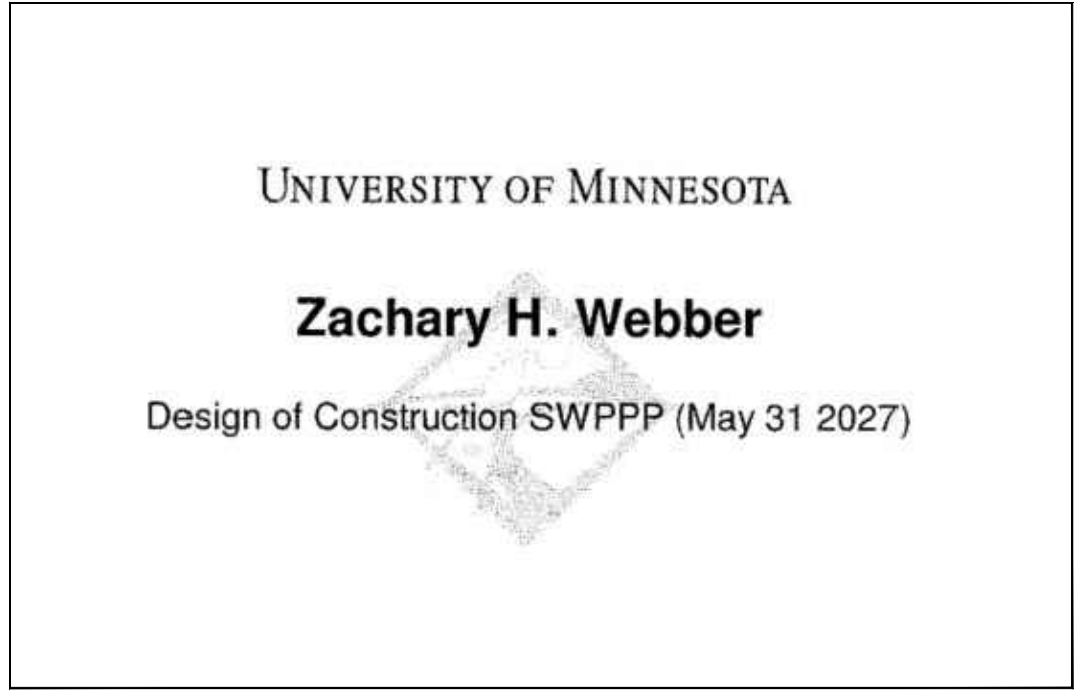 UNIVERSITY OF MINNESOTA
Zachary H. Webber
Design of Construction SWPPP (May 31 2027)